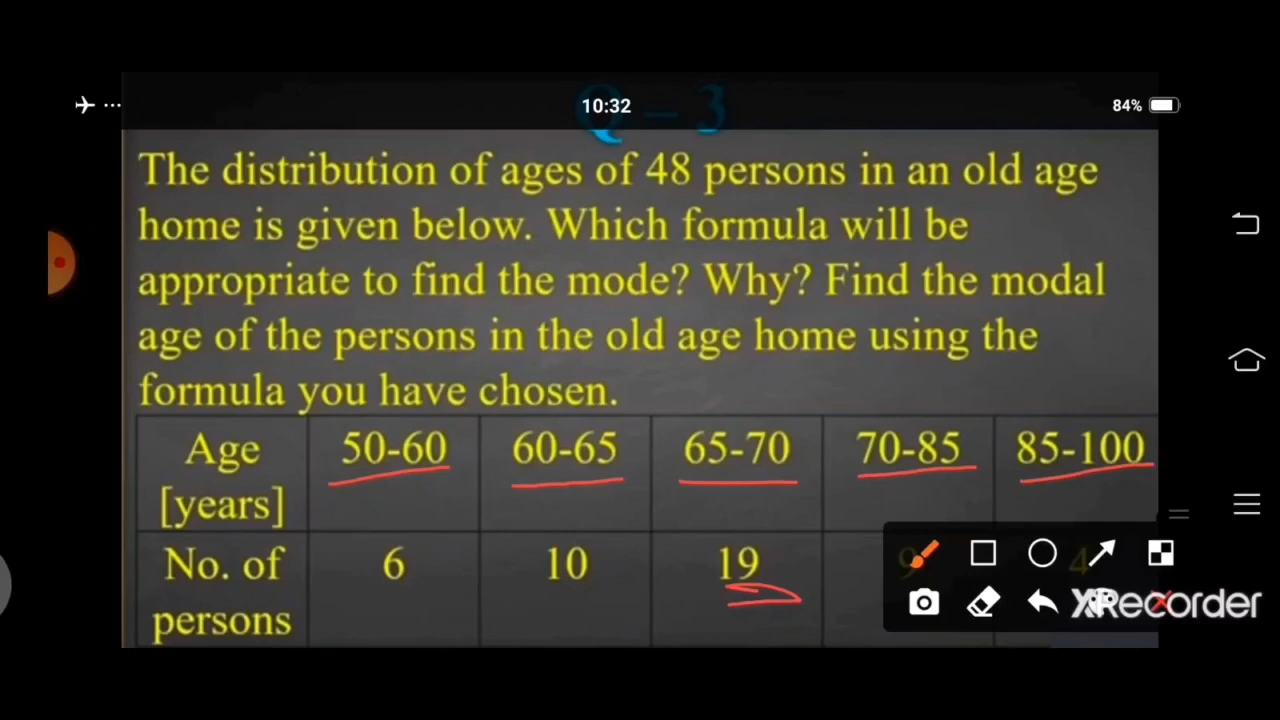 Q – 3
10:32
84%
The distribution of ages of 48 persons in an old age
home is given below. Which formula will be
appropriate to find the mode? Why? Find the modal
age of the persons in the old age home using the
formula you have chosen.
Age [years] 50-60 60-65 65-70 70-85 85-100
No. of persons 6 10 19 9 4
XRecorder